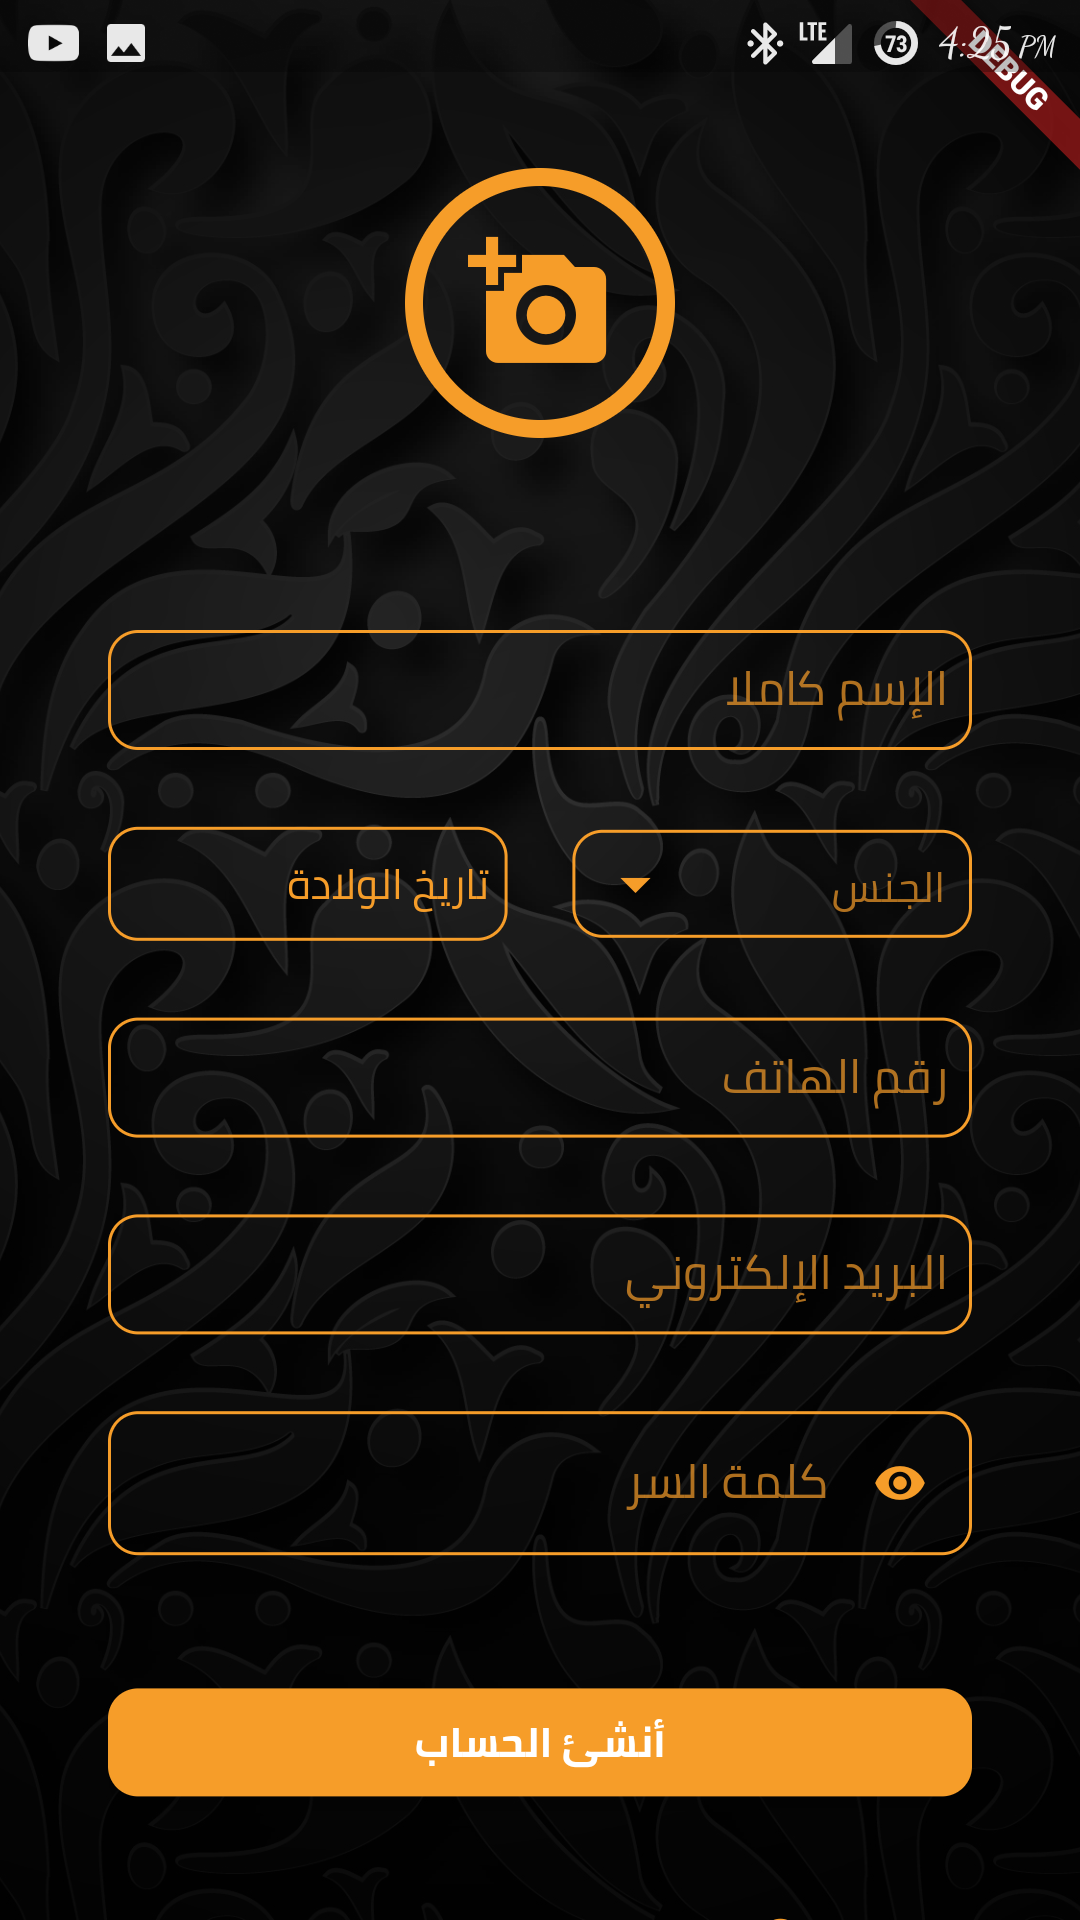 LTE 73 4:25 PM
DEBUG
الإسم كاملا
الجنس تاريخ الولادة
رقم الهاتف
البريد الإلكتروني
كلمة السر
أنشئ الحساب